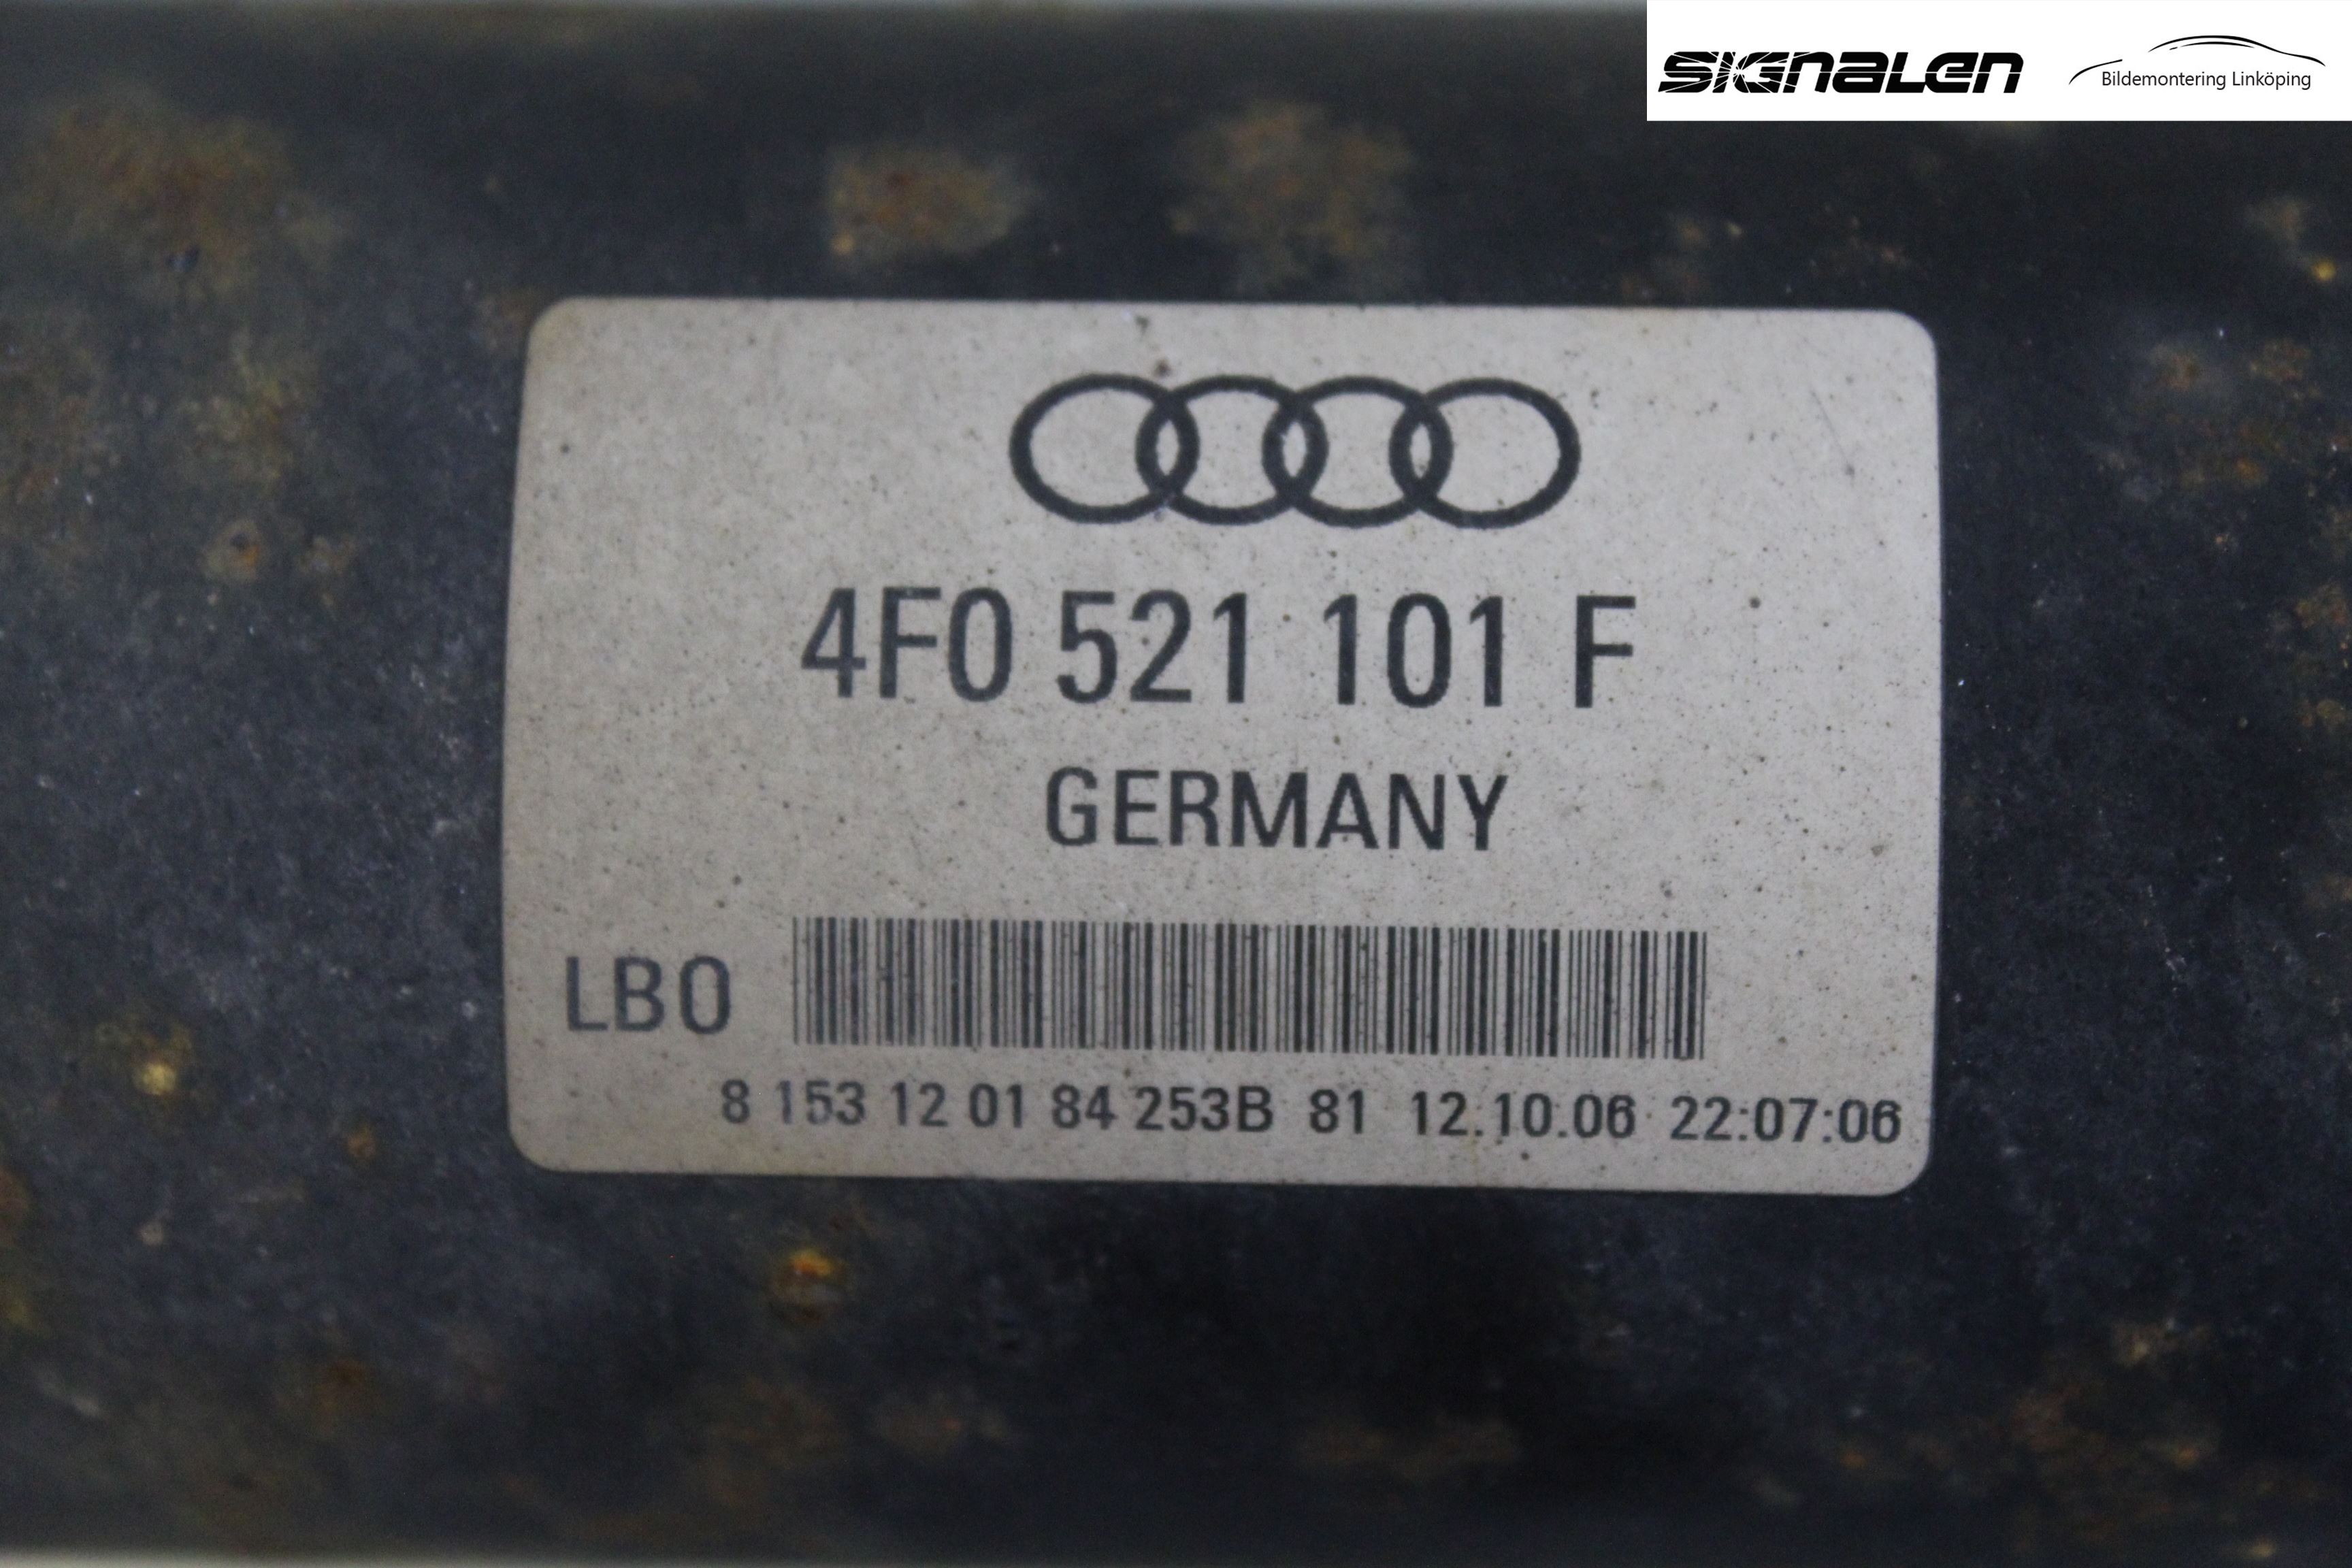 SIGNALEN
Bildemontering Linköping
4F0 521 101 F
GERMANY
LB0
8 153 12 01 84 253B 81 12.10.06 22:07:06